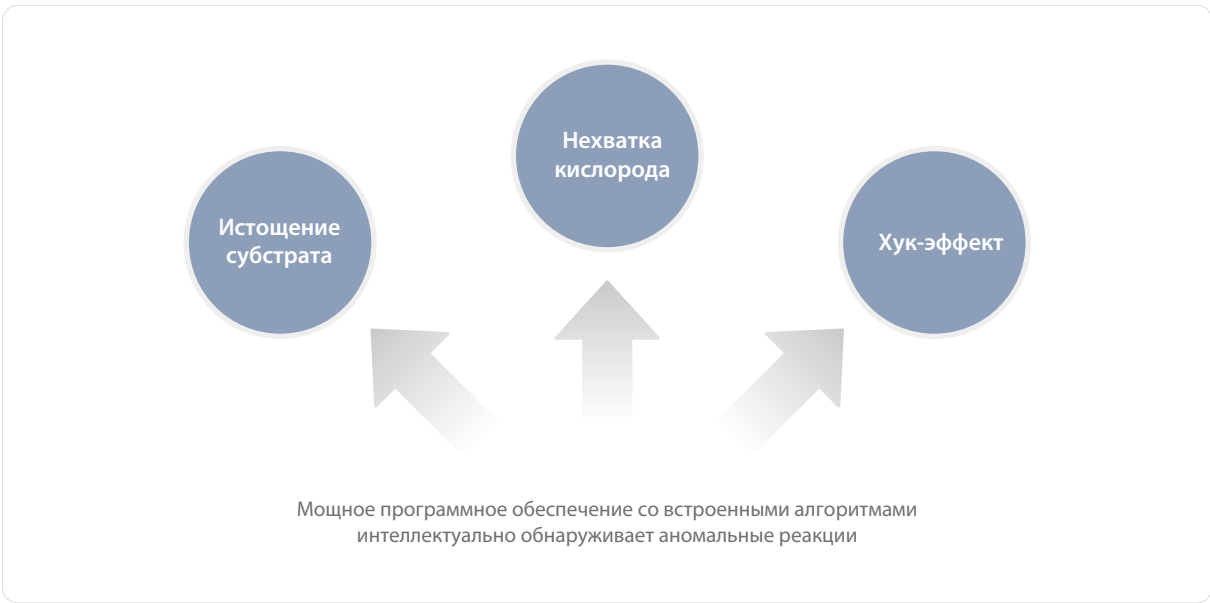 Нехватка
кислорода
Истощение
субстрата
Хук-эффект
Мощное программное обеспечение со встроенными алгоритмами
интеллектуально обнаруживает аномальные реакции